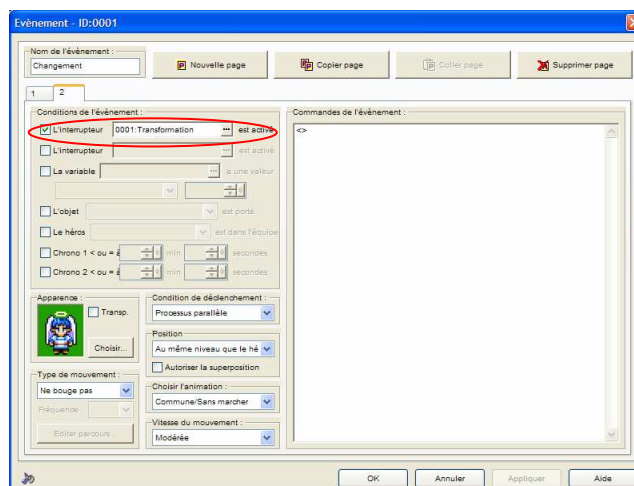 Evènement - ID:0001
Nom de l'évènement :
Changement
Nouvelle page
Copier page
Coller page
Supprimer page
1 2
Conditions de l'évènement :
L'interrupteur 0001:Transformation ... est activé
L'interrupteur ... est activé
La variable ... a une valeur
L'objet est porté
Le héros est dans l'équipe
Chrono 1 < ou = à min secondes
Chrono 2 < ou = à min secondes
Apparence :
Transp.
Choisir...
Type de mouvement :
Ne bouge pas
Fréquence
Editer parcours...
Condition de déclenchement :
Processus parallèle
Position
Au même niveau que le hé
Autoriser la superposition
Choisir l'animation :
Commune/Sans marcher
Vitesse du mouvement :
Modérée
Commandes de l'évènement :
<>
OK
Annuler
Appliquer
Aide